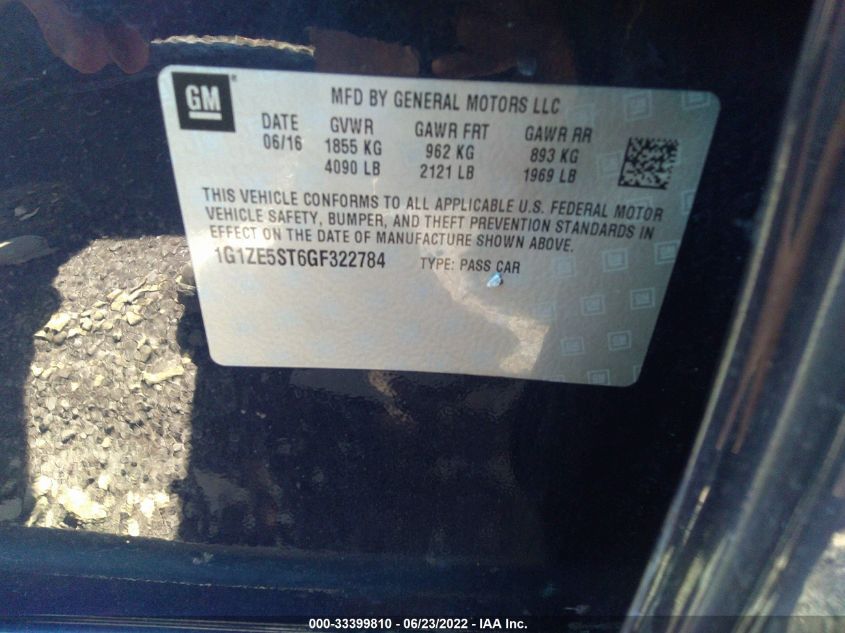 GM
MFD BY GENERAL MOTORS LLC
DATE GVWR GAWR FRT GAWR RR
06/16 1855 KG 962 KG 893 KG
4090 LB 2121 LB 1969 LB
THIS VEHICLE CONFORMS TO ALL APPLICABLE U.S. FEDERAL MOTOR
VEHICLE SAFETY, BUMPER, AND THEFT PREVENTION STANDARDS IN
EFFECT ON THE DATE OF MANUFACTURE SHOWN ABOVE.
1G1ZE5ST6GF322784 TYPE: PASS CAR
000-33399810 - 06/23/2022 - IAA Inc.